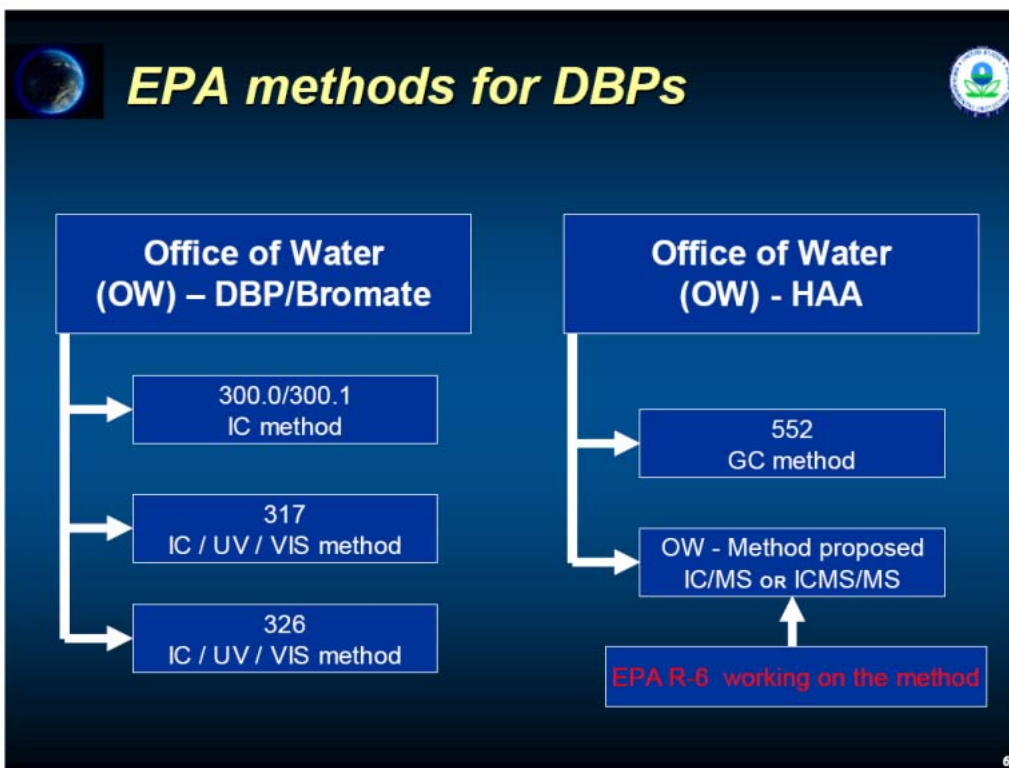 EPA methods for DBPs
Office of Water
(OW) – DBP/Bromate
300.0/300.1
IC method
317
IC / UV / VIS method
326
IC / UV / VIS method
Office of Water
(OW) - HAA
552
GC method
OW - Method proposed
IC/MS OR ICMS/MS
EPA R-6 working on the method
6